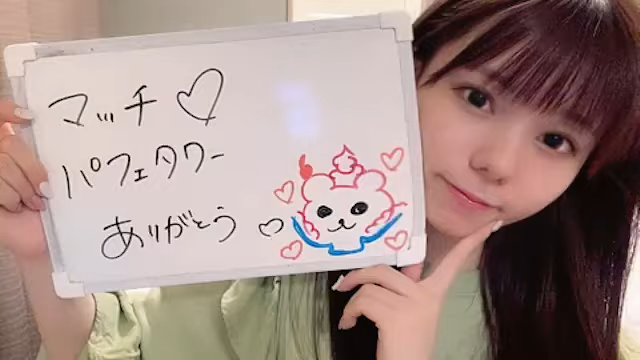 マッチ♡
パフェタワー
ありがとう♡